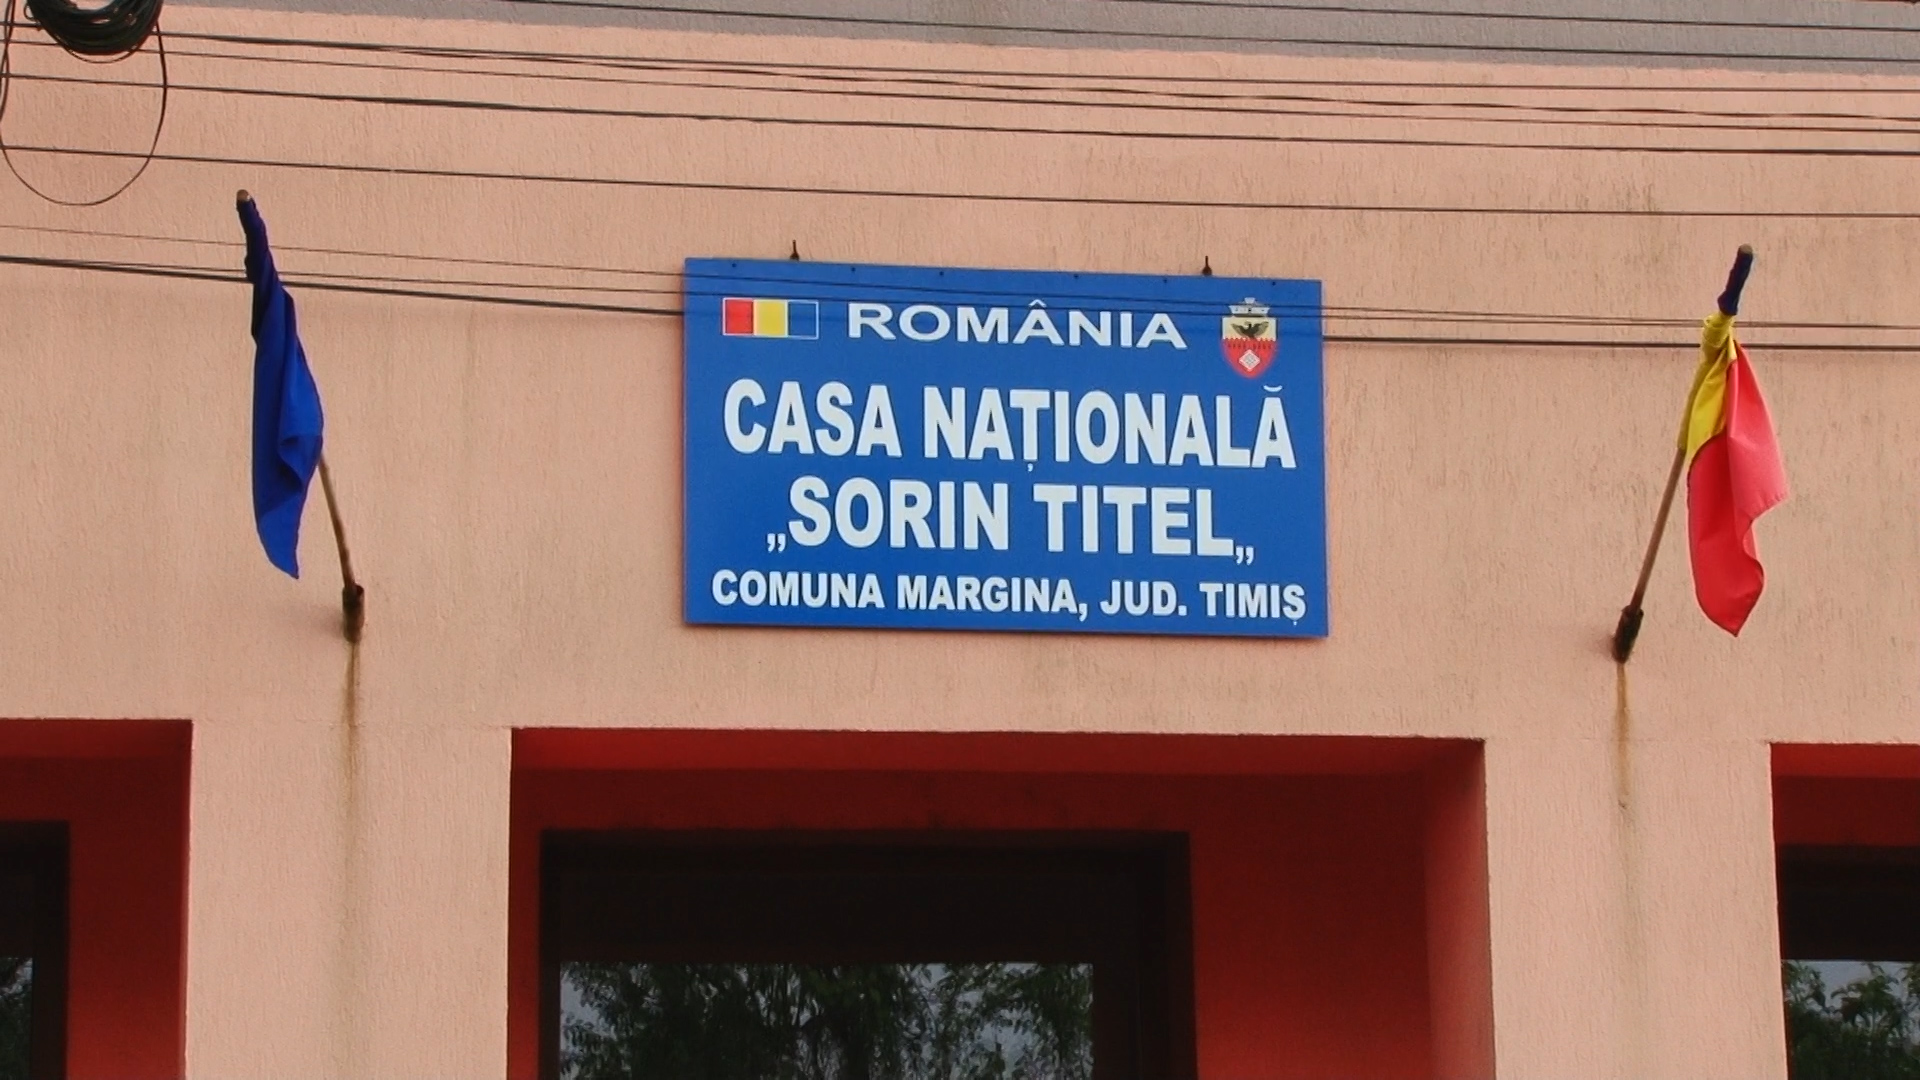 ROMÂNIA
CASA NAȚIONALĂ
„SORIN TITEL„
COMUNA MARGINA, JUD. TIMIȘ